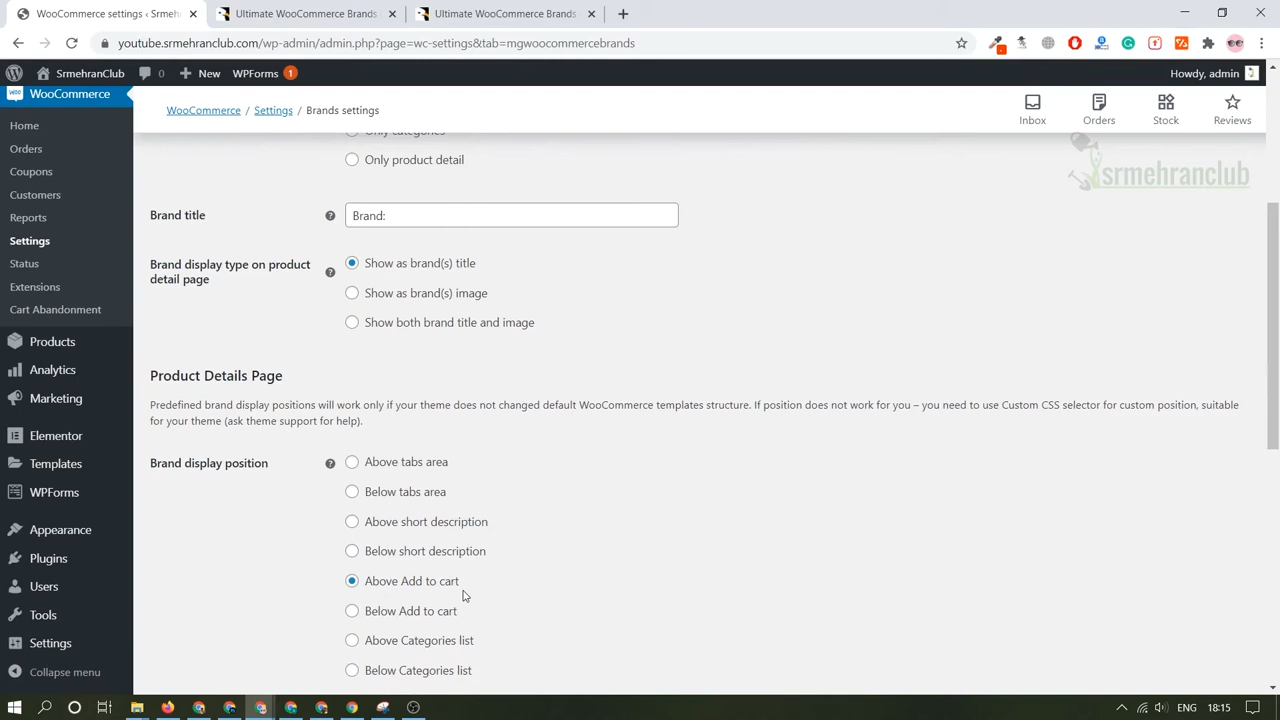 WooCommerce settings ‹ Srmehr
Ultimate WooCommerce Brands
Ultimate WooCommerce Brands
youtube.srmehranclub.com/wp-admin/admin.php?page=wc-settings&tab=mgwoocommercebrands
SrmehranClub 0 New WPForms 1 Howdy, admin
WooCommerce
WooCommerce / Settings / Brands settings
Inbox Orders Stock Reviews
Home
Orders
Coupons
Customers
Reports
Settings
Status
Extensions
Cart Abandonment
Products
Analytics
Marketing
Elementor
Templates
WPForms
Appearance
Plugins
Users
Tools
Settings
Collapse menu
srmehranclub
Only categories
Only product detail
Brand title
Brand:
Brand display type on product
detail page
Show as brand(s) title
Show as brand(s) image
Show both brand title and image
Product Details Page
Predefined brand display positions will work only if your theme does not changed default WooCommerce templates structure. If position does not work for you – you need to use Custom CSS selector for custom position, suitable
for your theme (ask theme support for help).
Brand display position
Above tabs area
Below tabs area
Above short description
Below short description
Above Add to cart
Below Add to cart
Above Categories list
Below Categories list
ENG 18:15